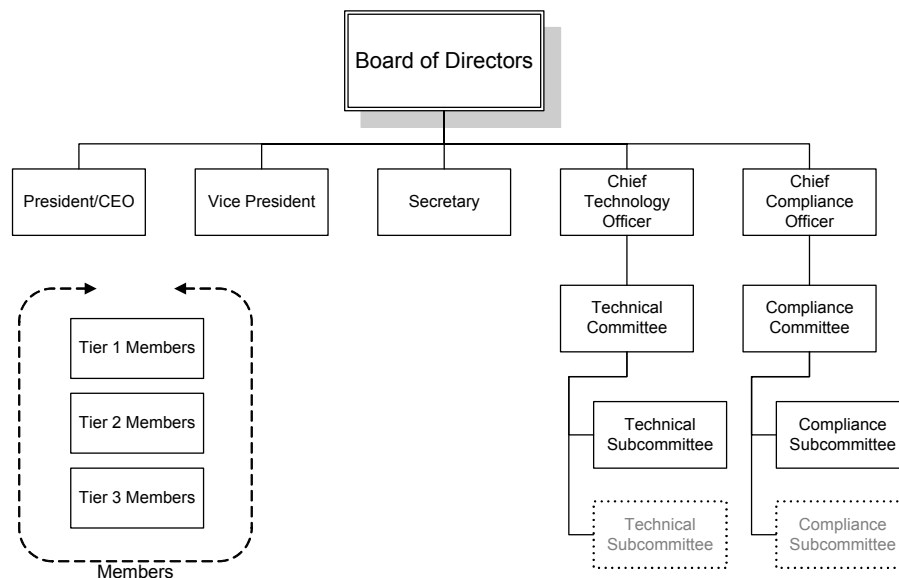 Board of Directors
President/CEO
Vice President
Secretary
Chief
Technology
Officer
Chief
Compliance
Officer
Technical
Committee
Compliance
Committee
Tier 1 Members
Tier 2 Members
Tier 3 Members
Members
Technical
Subcommittee
Compliance
Subcommittee
Technical
Subcommittee
Compliance
Subcommittee